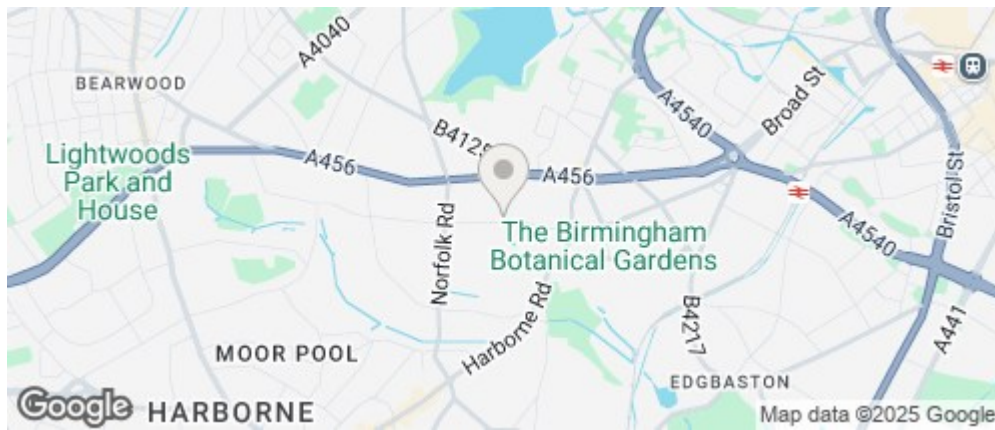 A4040
BEARWOOD
Broad St
A4540
B4125
Lightwoods
Park and
House
A456
A456
Bristol St
Norfolk Rd
The Birmingham
Botanical Gardens
A4540
Harborne Rd
B4217
A441
MOOR POOL
EDGBASTON
Google
HARBORNE
Map data ©2025 Google